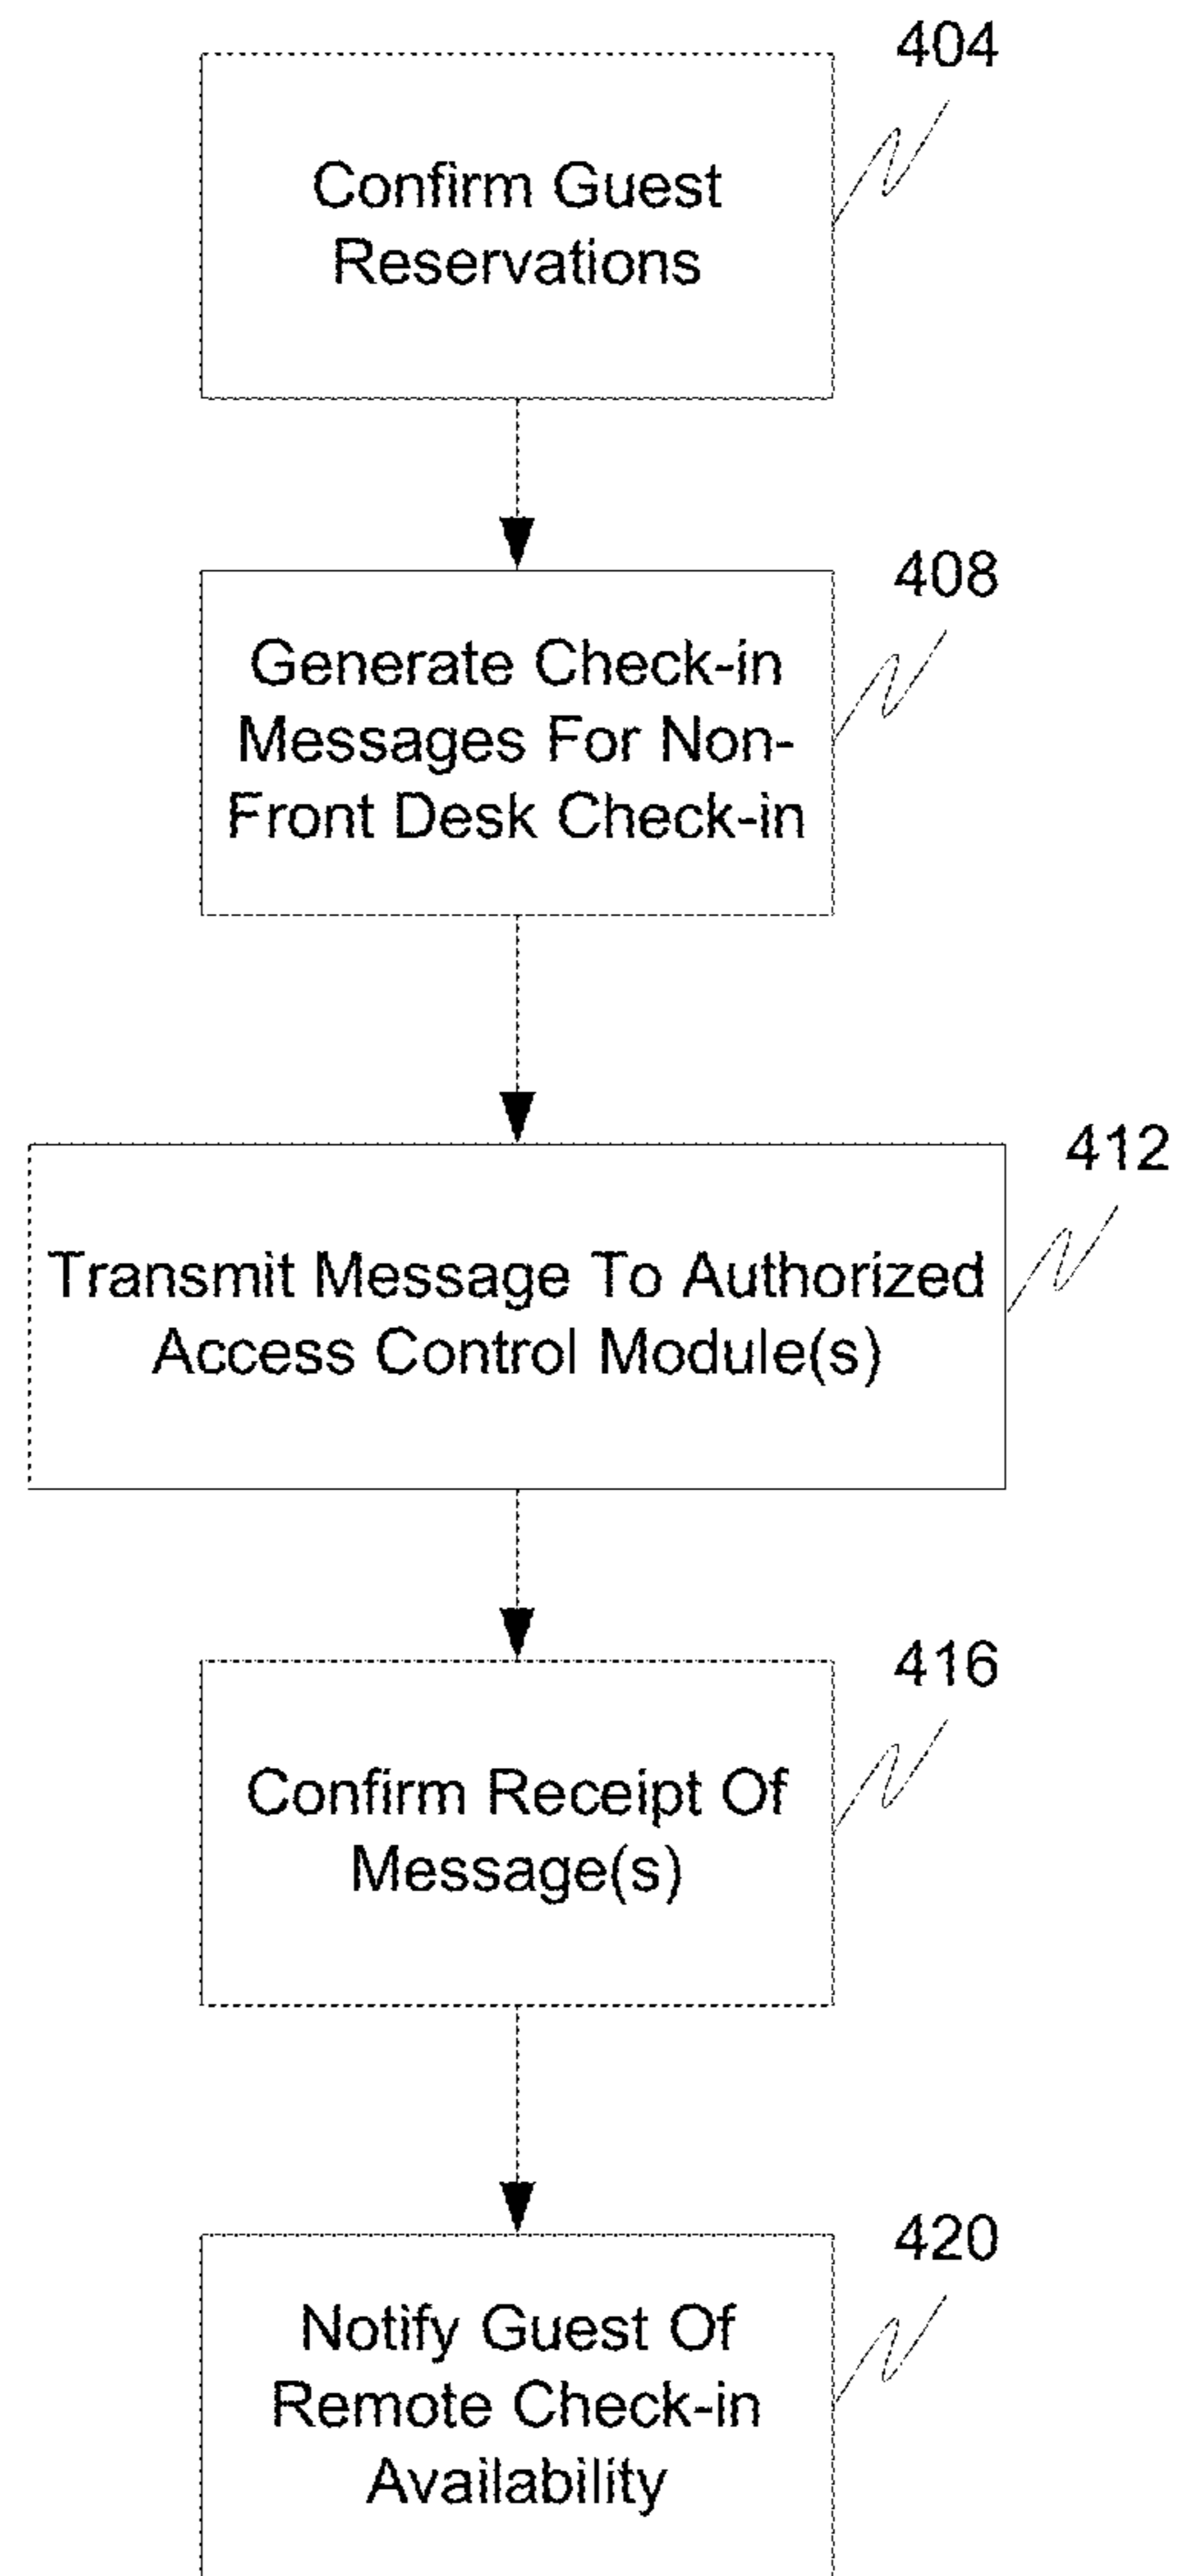 404
Confirm Guest
Reservations
408
Generate Check-in
Messages For Non-
Front Desk Check-in
412
Transmit Message To Authorized
Access Control Module(s)
416
Confirm Receipt Of
Message(s)
420
Notify Guest Of
Remote Check-in
Availability